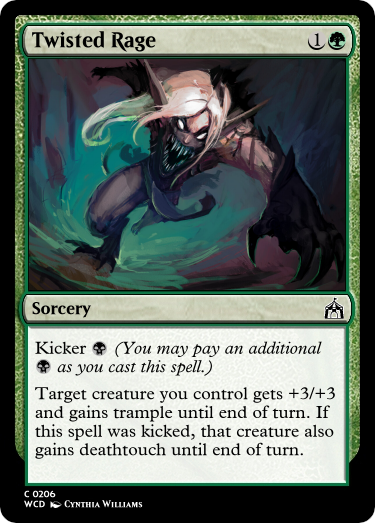 Twisted Rage 1
Sorcery
Kicker (You may pay an additional
as you cast this spell.)
Target creature you control gets +3/+3
and gains trample until end of turn. If
this spell was kicked, that creature also
gains deathtouch until end of turn.
C 0206
WCD Cynthia Williams